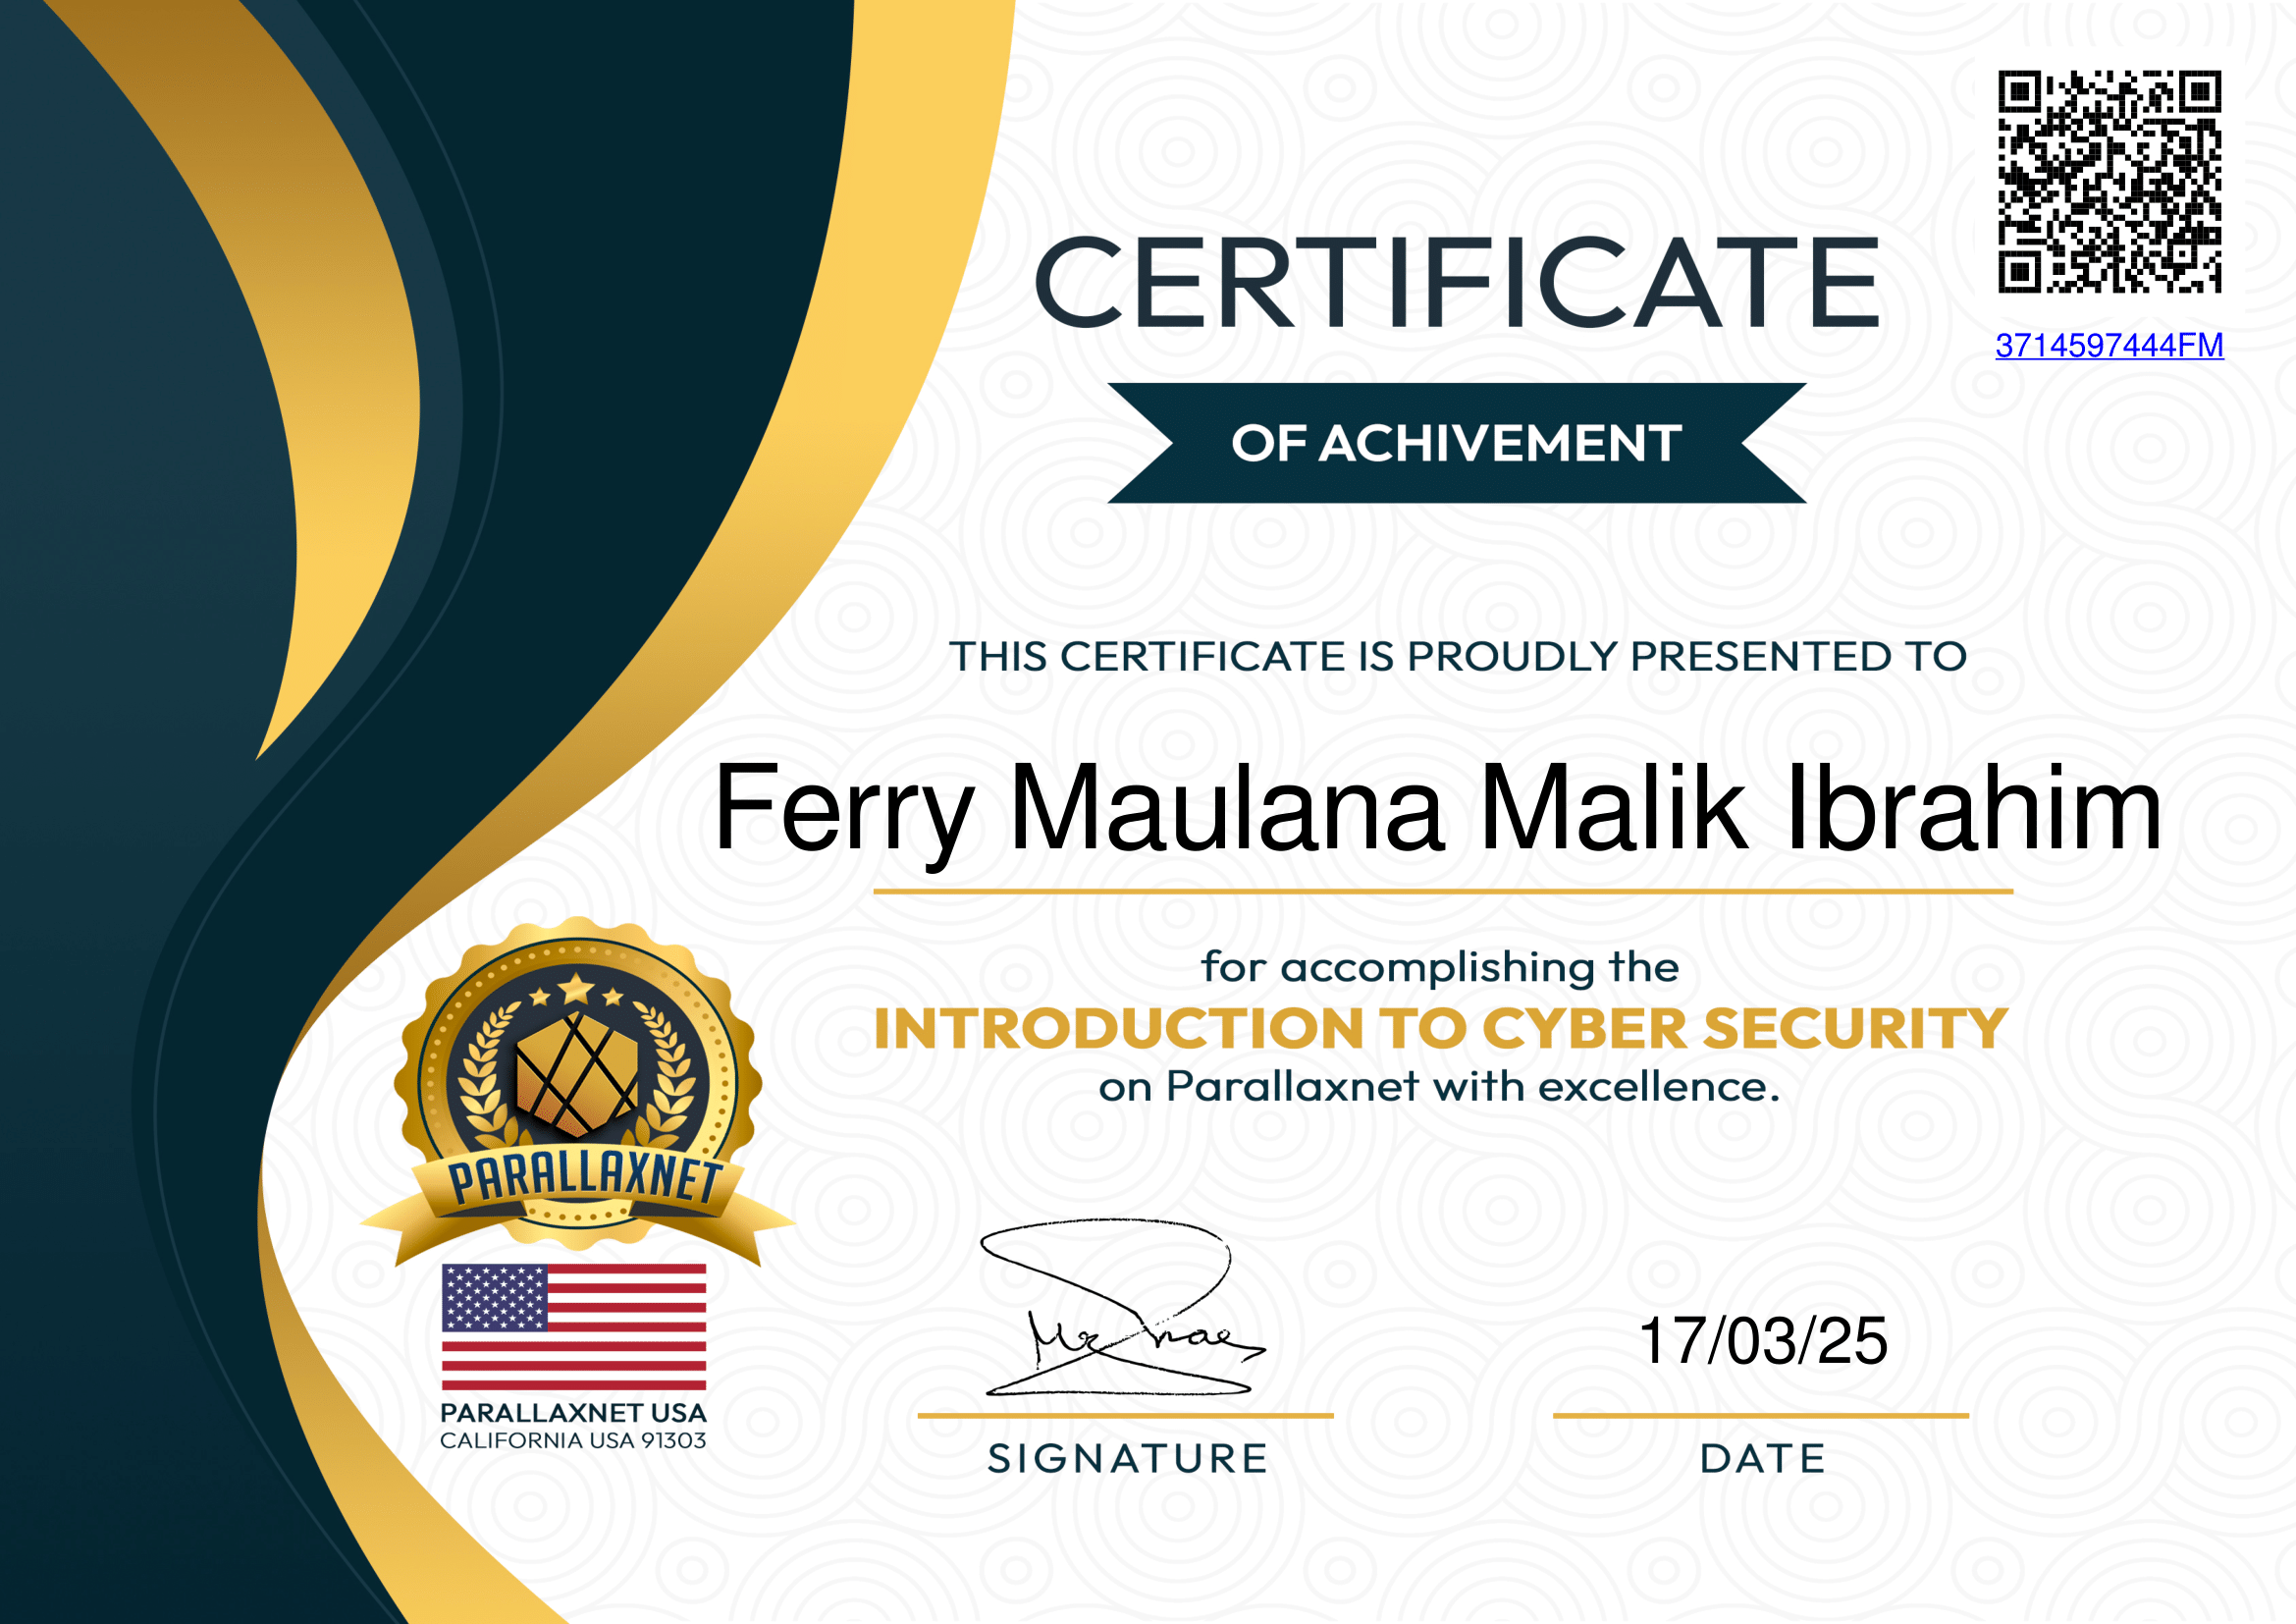 3714597444FM
CERTIFICATE
OF ACHIVEMENT
THIS CERTIFICATE IS PROUDLY PRESENTED TO
Ferry Maulana Malik Ibrahim
for accomplishing the
INTRODUCTION TO CYBER SECURITY
on Parallaxnet with excellence.
PARALLAXNET
PARALLAXNET USA
CALIFORNIA USA 91303
SIGNATURE
17/03/25
DATE